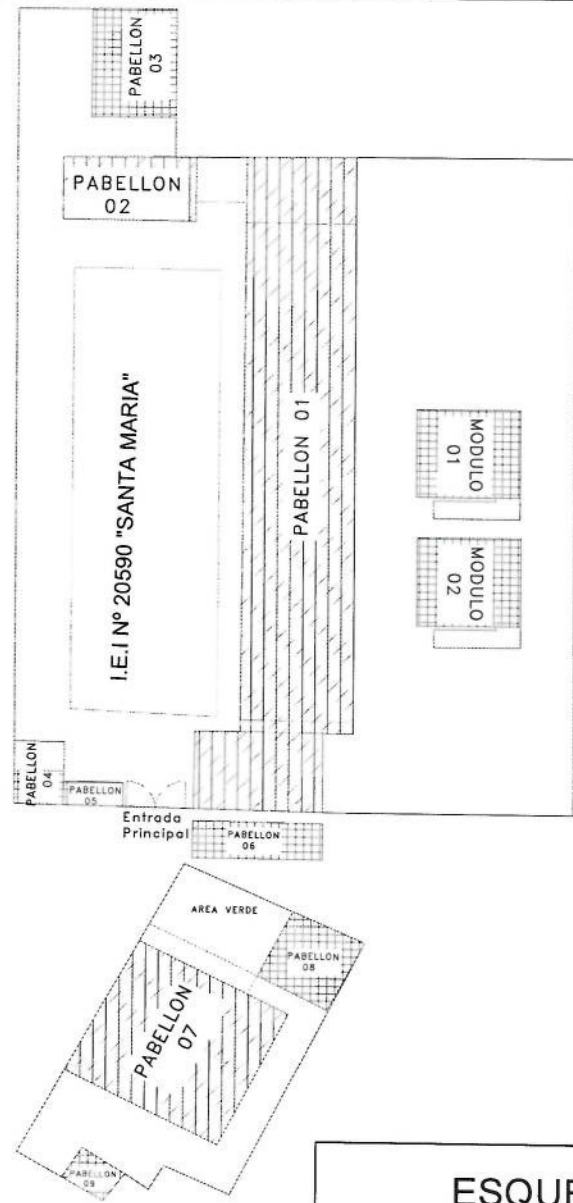 PABELLON
03
PABELLON
02
I.E.I Nº 20590 "SANTA MARIA"
PABELLON 01
MODULO
01
MODULO
02
PABELLON
04
PABELLON
05
Entrada
Principal
PABELLON
06
AREA VERDE
PABELLON
08
PABELLON
07
PABELLON
09